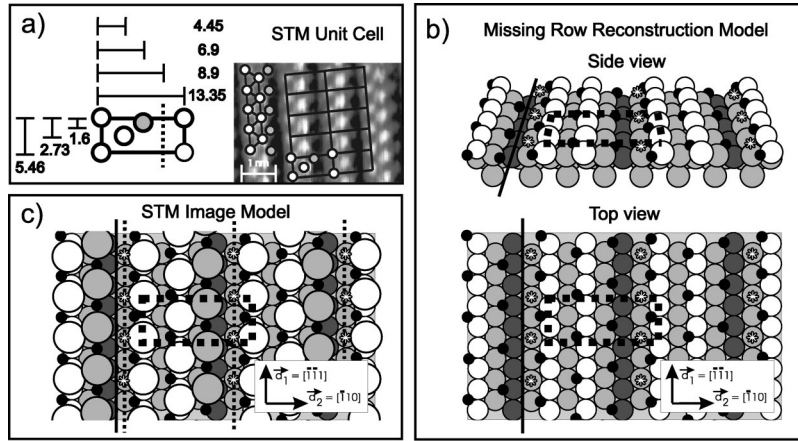 a)
STM Unit Cell
4.45
6.9
8.9
13.35
1.6
2.73
5.46
1 nm
b)
Missing Row Reconstruction Model
Side view
Top view
d₁ = [1̅1̅1]
d₂ = [1̅10]
c)
STM Image Model
d₁ = [1̅1̅1]
d₂ = [1̅10]